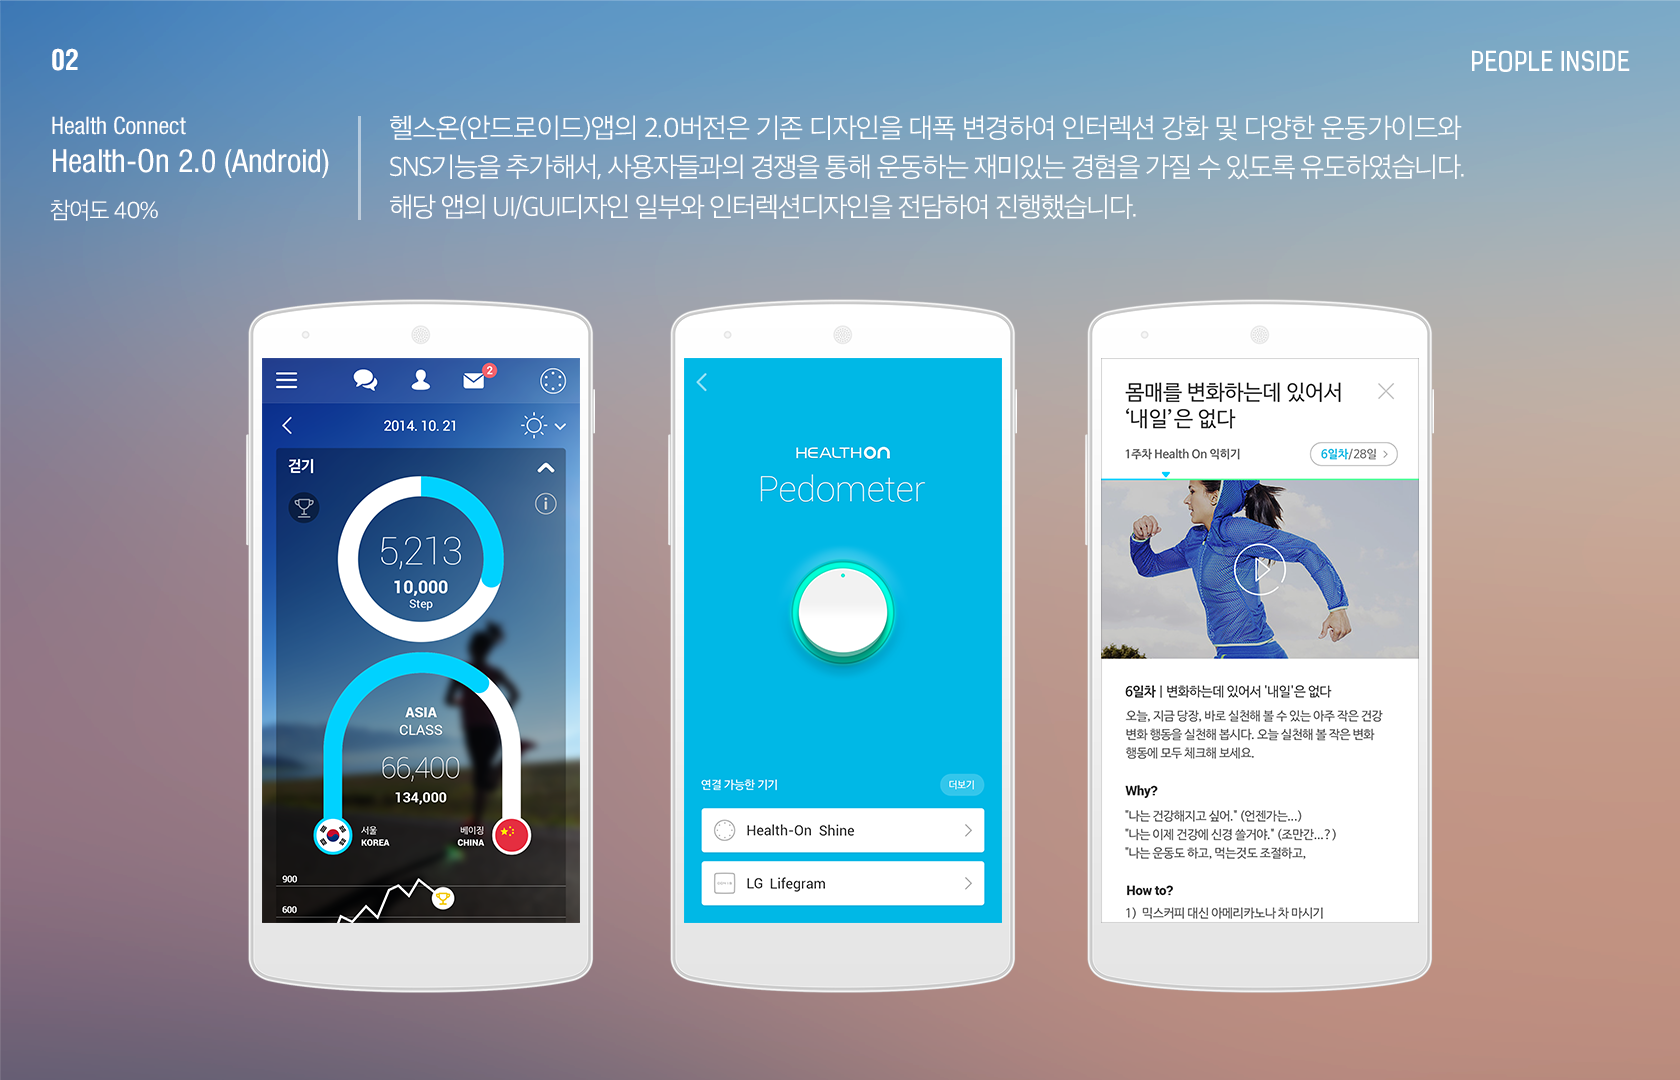 02
PEOPLE INSIDE
Health Connect
Health-On 2.0 (Android)
참여도 40%
헬스온(안드로이드)앱의 2.0버전은 기존 디자인을 대폭 변경하여 인터렉션 강화 및 다양한 운동가이드와
SNS기능을 추가해서, 사용자들과의 경쟁을 통해 운동하는 재미있는 경험을 가질 수 있도록 유도하였습니다.
해당 앱의 UI/GUI디자인 일부와 인터렉션디자인을 전담하여 진행했습니다.
2
2014. 10. 21
걷기
5,213
10,000
Step
ASIA
CLASS
66,400
134,000
서울
KOREA
베이징
CHINA
900
600
HEALTHON
Pedometer
연결 가능한 기기
더보기
Health-On Shine
LG Lifegram
몸매를 변화하는데 있어서
‘내일’은 없다
1주차 Health On 익히기
6일차/28일
6일차 | 변화하는데 있어서 '내일'은 없다
오늘, 지금 당장, 바로 실천해 볼 수 있는 아주 작은 건강
변화 행동을 실천해 봅시다. 오늘 실천해 볼 작은 변화
행동에 모두 체크해 보세요.
Why?
"나는 건강해지고 싶어." (언젠가는...)
"나는 이제 건강에 신경 쓸거야." (조만간...?)
"나는 운동도 하고, 먹는것도 조절하고,
How to?
1) 믹스커피 대신 아메리카노나 차 마시기